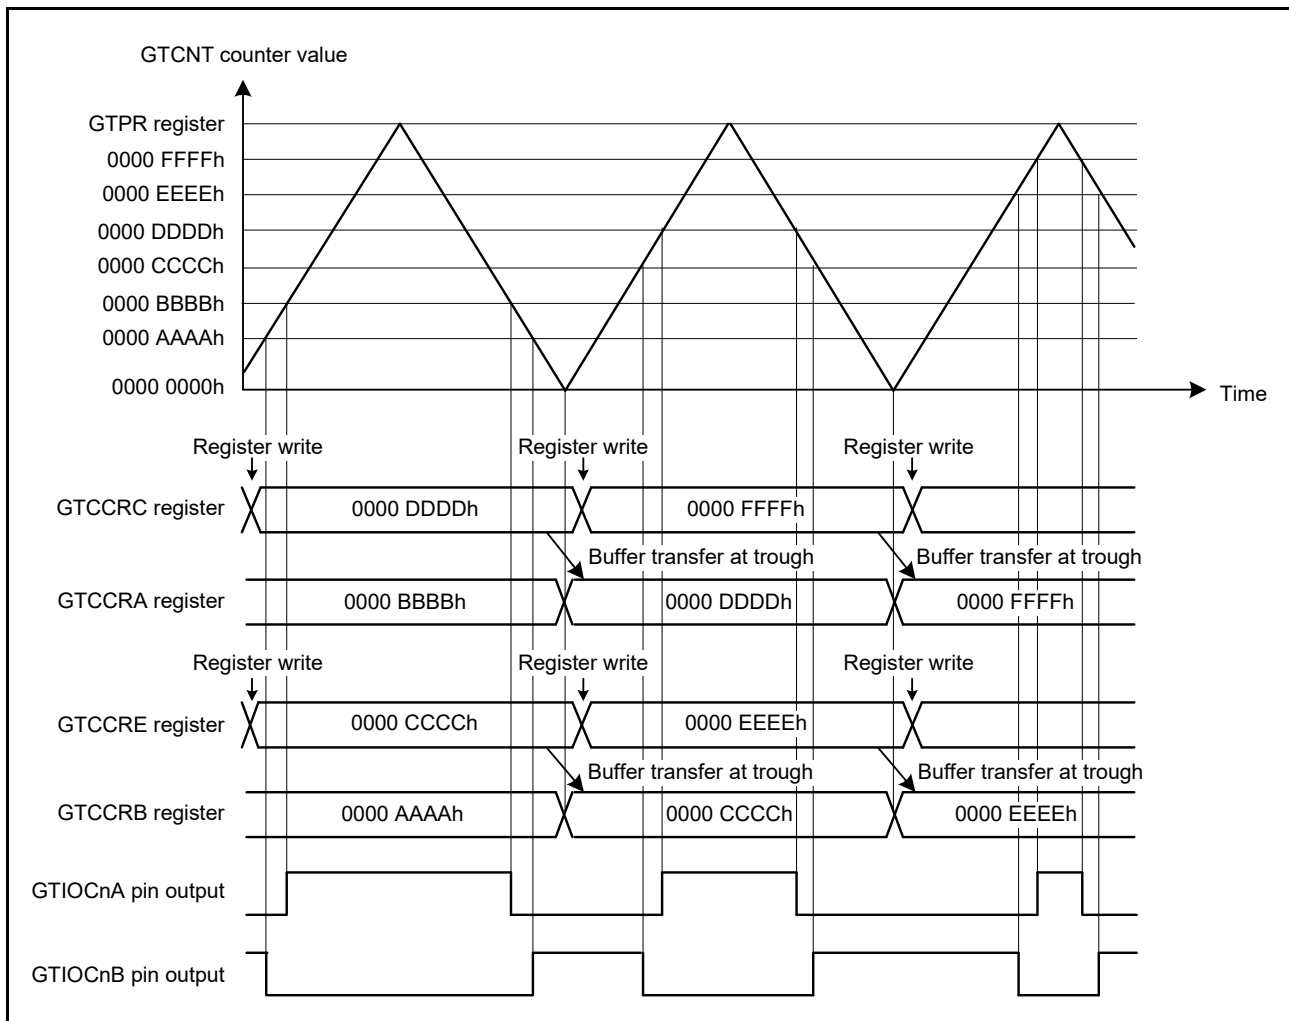 GTCNT counter value
GTPR register
0000 FFFFh
0000 EEEEh
0000 DDDDh
0000 CCCCh
0000 BBBBh
0000 AAAAh
0000 0000h
Time
Register write Register write Register write
GTCCRC register 0000 DDDDh 0000 FFFFh
Buffer transfer at trough Buffer transfer at trough
GTCCRA register 0000 BBBBh 0000 DDDDh 0000 FFFFh
Register write Register write Register write
GTCCRE register 0000 CCCCh 0000 EEEEh
Buffer transfer at trough Buffer transfer at trough
GTCCRB register 0000 AAAAh 0000 CCCCh 0000 EEEEh
GTIOCnA pin output
GTIOCnB pin output